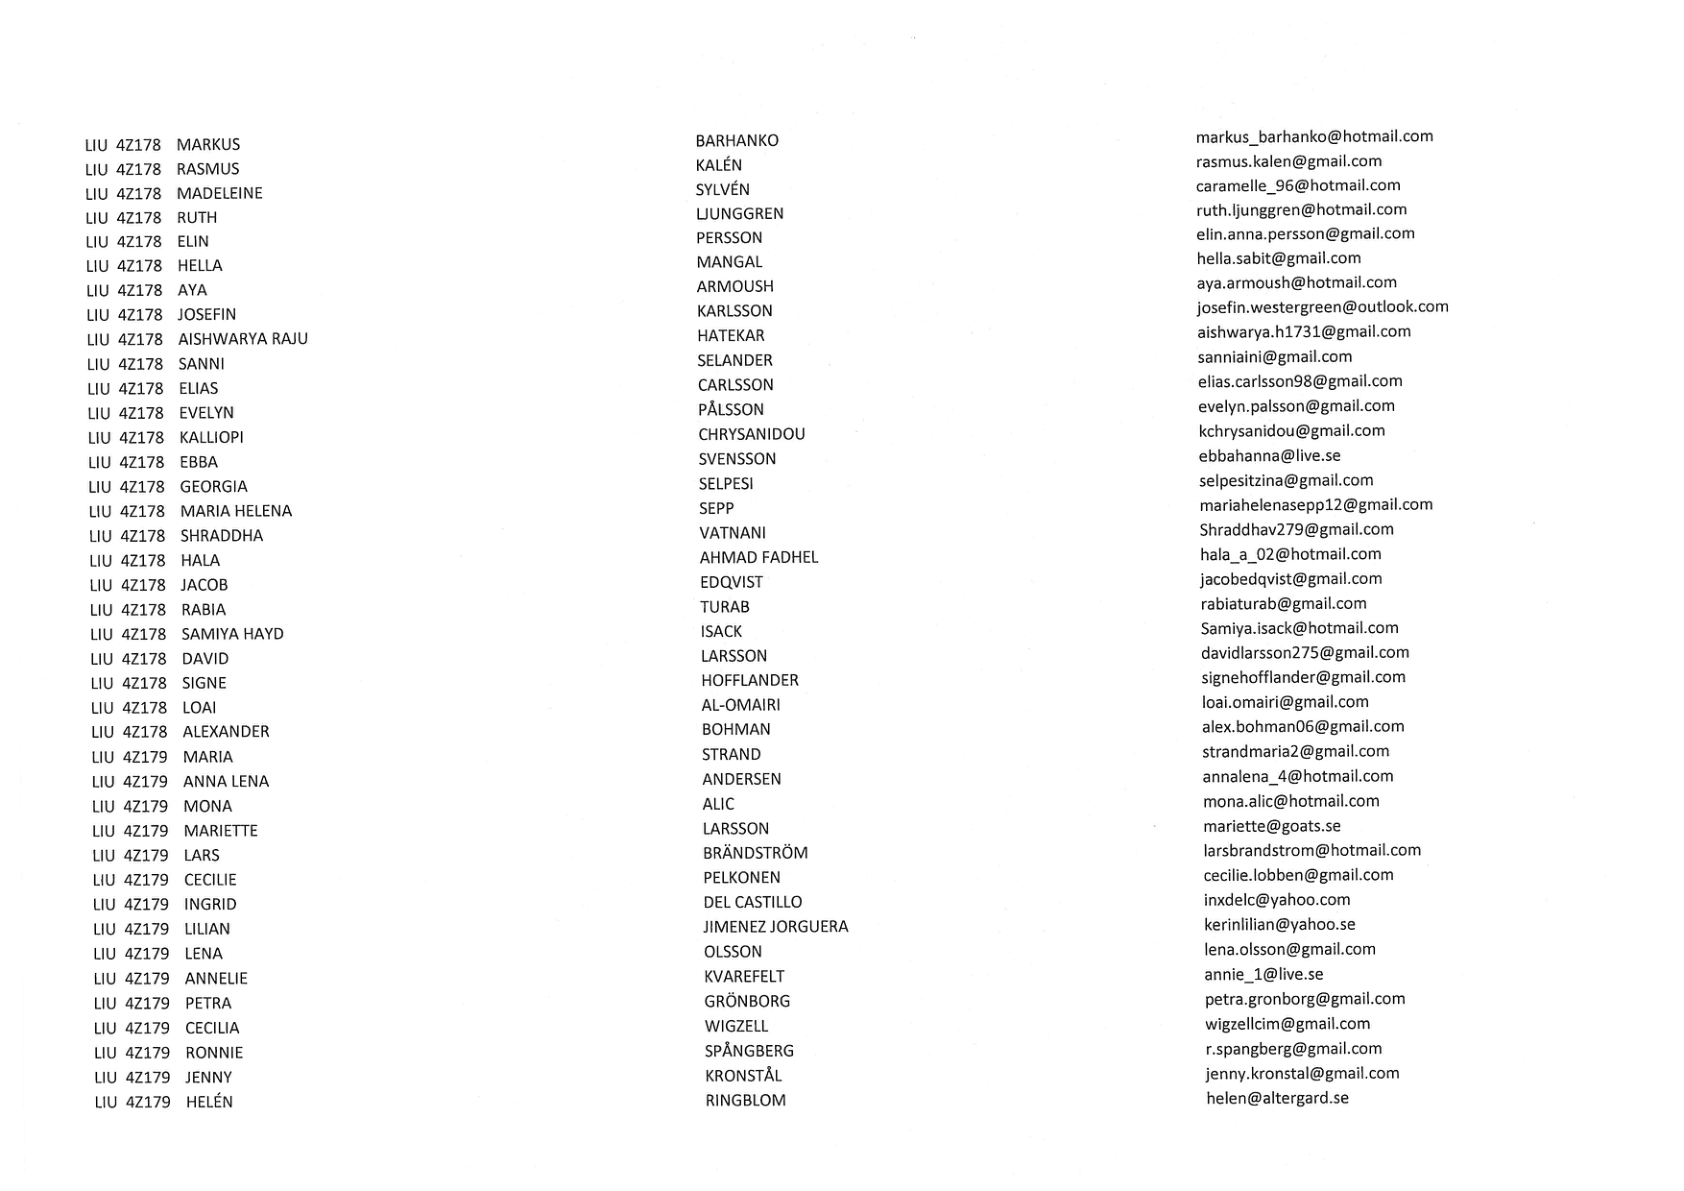 LIU 4Z178 MARKUS BARHANKO markus_barhanko@hotmail.com
LIU 4Z178 RASMUS KALÉN rasmus.kalen@gmail.com
LIU 4Z178 MADELEINE SYLVÉN caramelle_96@hotmail.com
LIU 4Z178 RUTH LJUNGGREN ruth.ljunggren@hotmail.com
LIU 4Z178 ELIN PERSSON elin.anna.persson@gmail.com
LIU 4Z178 HELLA MANGAL hella.sabit@gmail.com
LIU 4Z178 AYA ARMOUSH aya.armoush@hotmail.com
LIU 4Z178 JOSEFIN KARLSSON josefin.westergreen@outlook.com
LIU 4Z178 AISHWARYA RAJU HATEKAR aishwarya.h1731@gmail.com
LIU 4Z178 SANNI SELANDER sanniaini@gmail.com
LIU 4Z178 ELIAS CARLSSON elias.carlsson98@gmail.com
LIU 4Z178 EVELYN PÅLSSON evelyn.palsson@gmail.com
LIU 4Z178 KALLIOPI CHRYSANIDOU kchrysanidou@gmail.com
LIU 4Z178 EBBA SVENSSON ebbahanna@live.se
LIU 4Z178 GEORGIA SELPESI selpesitzina@gmail.com
LIU 4Z178 MARIA HELENA SEPP mariahelenasepp12@gmail.com
LIU 4Z178 SHRADDHA VATNANI Shraddhav279@gmail.com
LIU 4Z178 HALA AHMAD FADHEL hala_a_02@hotmail.com
LIU 4Z178 JACOB EDQVIST jacobedqvist@gmail.com
LIU 4Z178 RABIA TURAB rabiaturab@gmail.com
LIU 4Z178 SAMIYA HAYD ISACK Samiya.isack@hotmail.com
LIU 4Z178 DAVID LARSSON davidlarsson275@gmail.com
LIU 4Z178 SIGNE HOFFLANDER signehofflander@gmail.com
LIU 4Z178 LOAI AL-OMAIRI loai.omairi@gmail.com
LIU 4Z178 ALEXANDER BOHMAN alex.bohman06@gmail.com
LIU 4Z179 MARIA STRAND strandmaria2@gmail.com
LIU 4Z179 ANNA LENA ANDERSEN annalena_4@hotmail.com
LIU 4Z179 MONA ALIC mona.alic@hotmail.com
LIU 4Z179 MARIETTE LARSSON mariette@goats.se
LIU 4Z179 LARS BRÄNDSTRÖM larsbrandstrom@hotmail.com
LIU 4Z179 CECILIE PELKONEN cecilie.lobben@gmail.com
LIU 4Z179 INGRID DEL CASTILLO inxdelc@yahoo.com
LIU 4Z179 LILIAN JIMENEZ JORGUERA kerinlilian@yahoo.se
LIU 4Z179 LENA OLSSON lena.olsson@gmail.com
LIU 4Z179 ANNELIE KVAREFELT annie_1@live.se
LIU 4Z179 PETRA GRÖNBORG petra.gronborg@gmail.com
LIU 4Z179 CECILIA WIGZELL wigzellcim@gmail.com
LIU 4Z179 RONNIE SPÅNGBERG r.spangberg@gmail.com
LIU 4Z179 JENNY KRONSTÅL jenny.kronstal@gmail.com
LIU 4Z179 HELÉN RINGBLOM helen@altergard.se